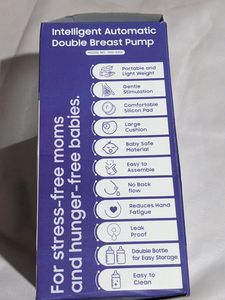 Intelligent Automatic
Double Breast Pump
For stress-free moms
and hunger-free babies.
Portable and
Light Weight
Gentle
Stimulation
Comfortable
Silicon Pad
Large
Cushion
Baby Safe
Material
Easy to
Assemble
No Back
flow
Reduces Hand
Fatigue
Leak
Proof
Double Bottle
for Easy Storage
Easy to
Clean